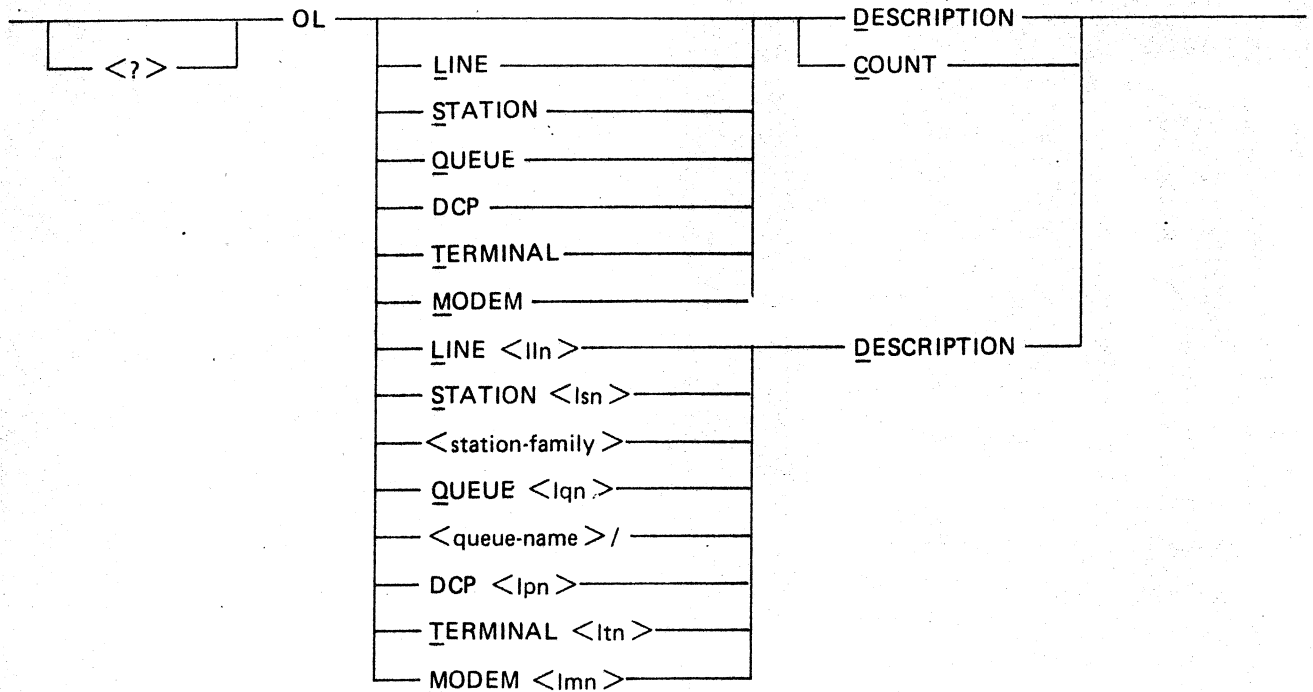 OL DESCRIPTION
<?> LINE COUNT
STATION
QUEUE
DCP
TERMINAL
MODEM
LINE <lln> DESCRIPTION
STATION <lsn>
<station-family>
QUEUE <lqn>
<queue-name>/
DCP <lpn>
TERMINAL <ltn>
MODEM <lmn>